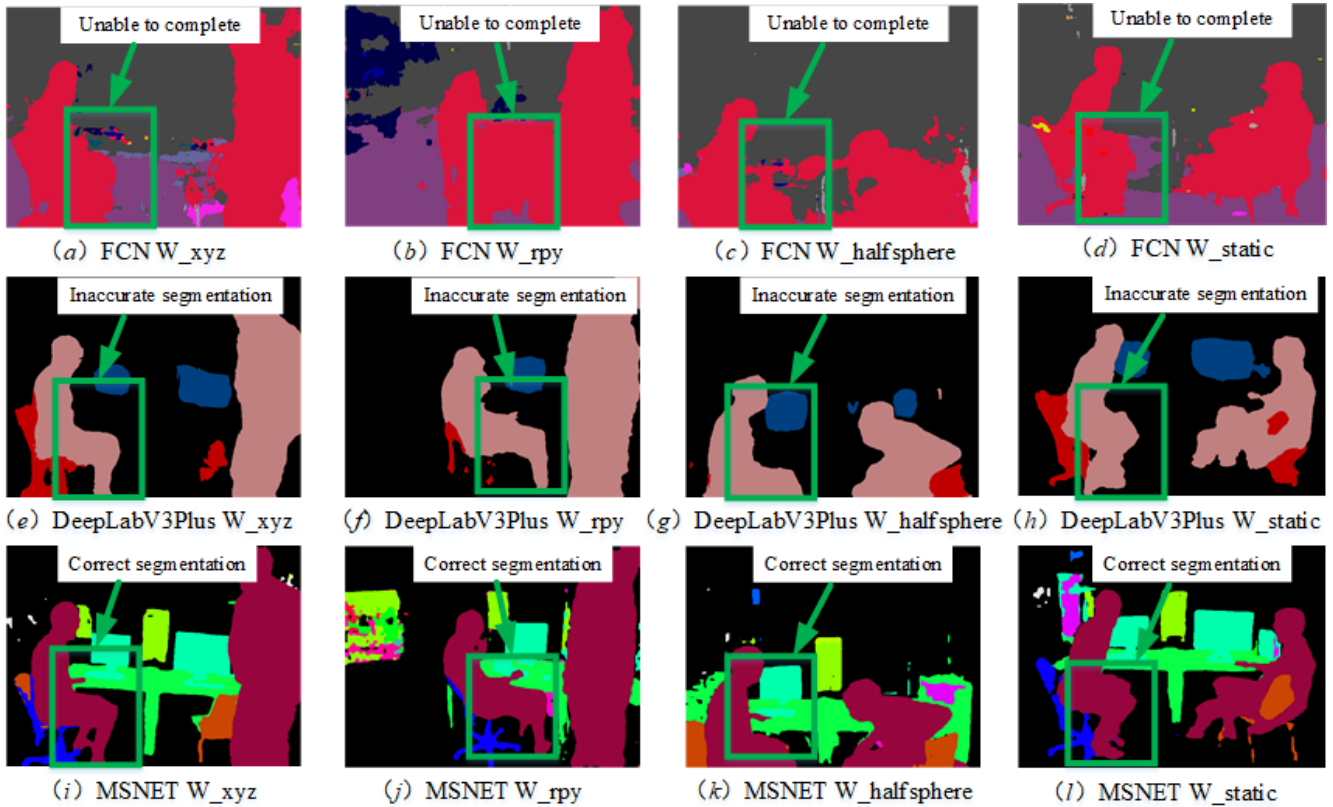 Unable to complete
Unable to complete
Unable to complete
Unable to complete
(a) FCN W_xyz
(b) FCN W_rpy
(c) FCN W_halfsphere
(d) FCN W_static
Inaccurate segmentation
Inaccurate segmentation
Inaccurate segmentation
Inaccurate segmentation
(e) DeepLabV3Plus W_xyz
(f) DeepLabV3Plus W_rpy
(g) DeepLabV3Plus W_halfsphere
(h) DeepLabV3Plus W_static
Correct segmentation
Correct segmentation
Correct segmentation
Correct segmentation
(i) MSNET W_xyz
(j) MSNET W_rpy
(k) MSNET W_halfsphere
(l) MSNET W_static